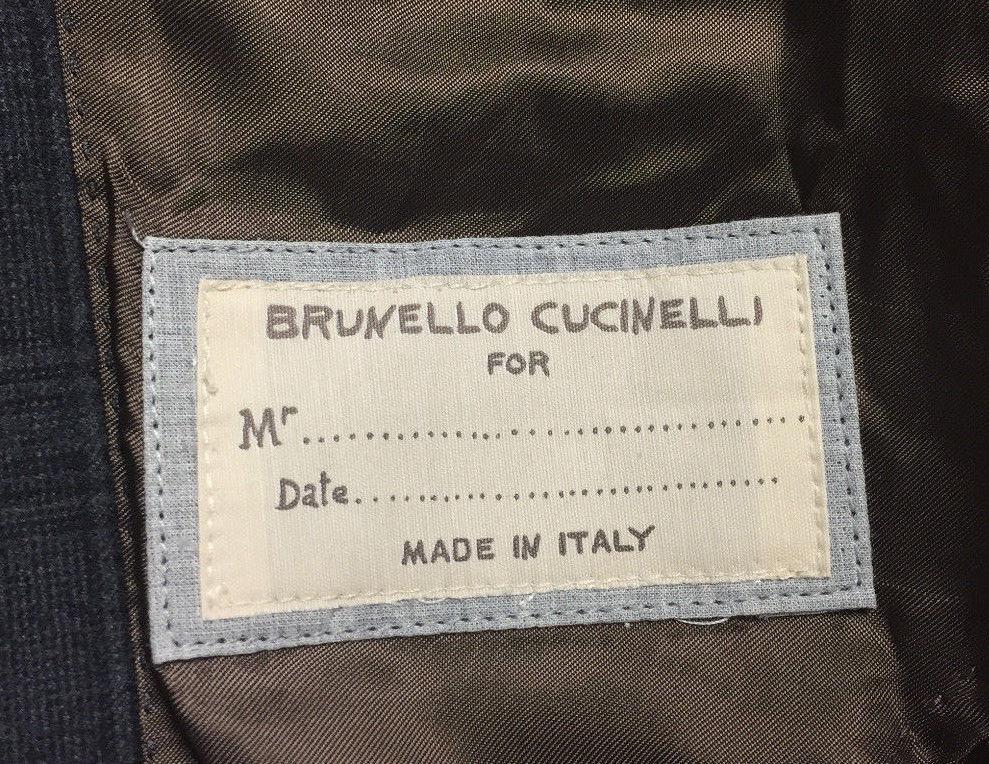 BRUNELLO CUCINELLI
FOR
Mr........................................
Date..................................
MADE IN ITALY